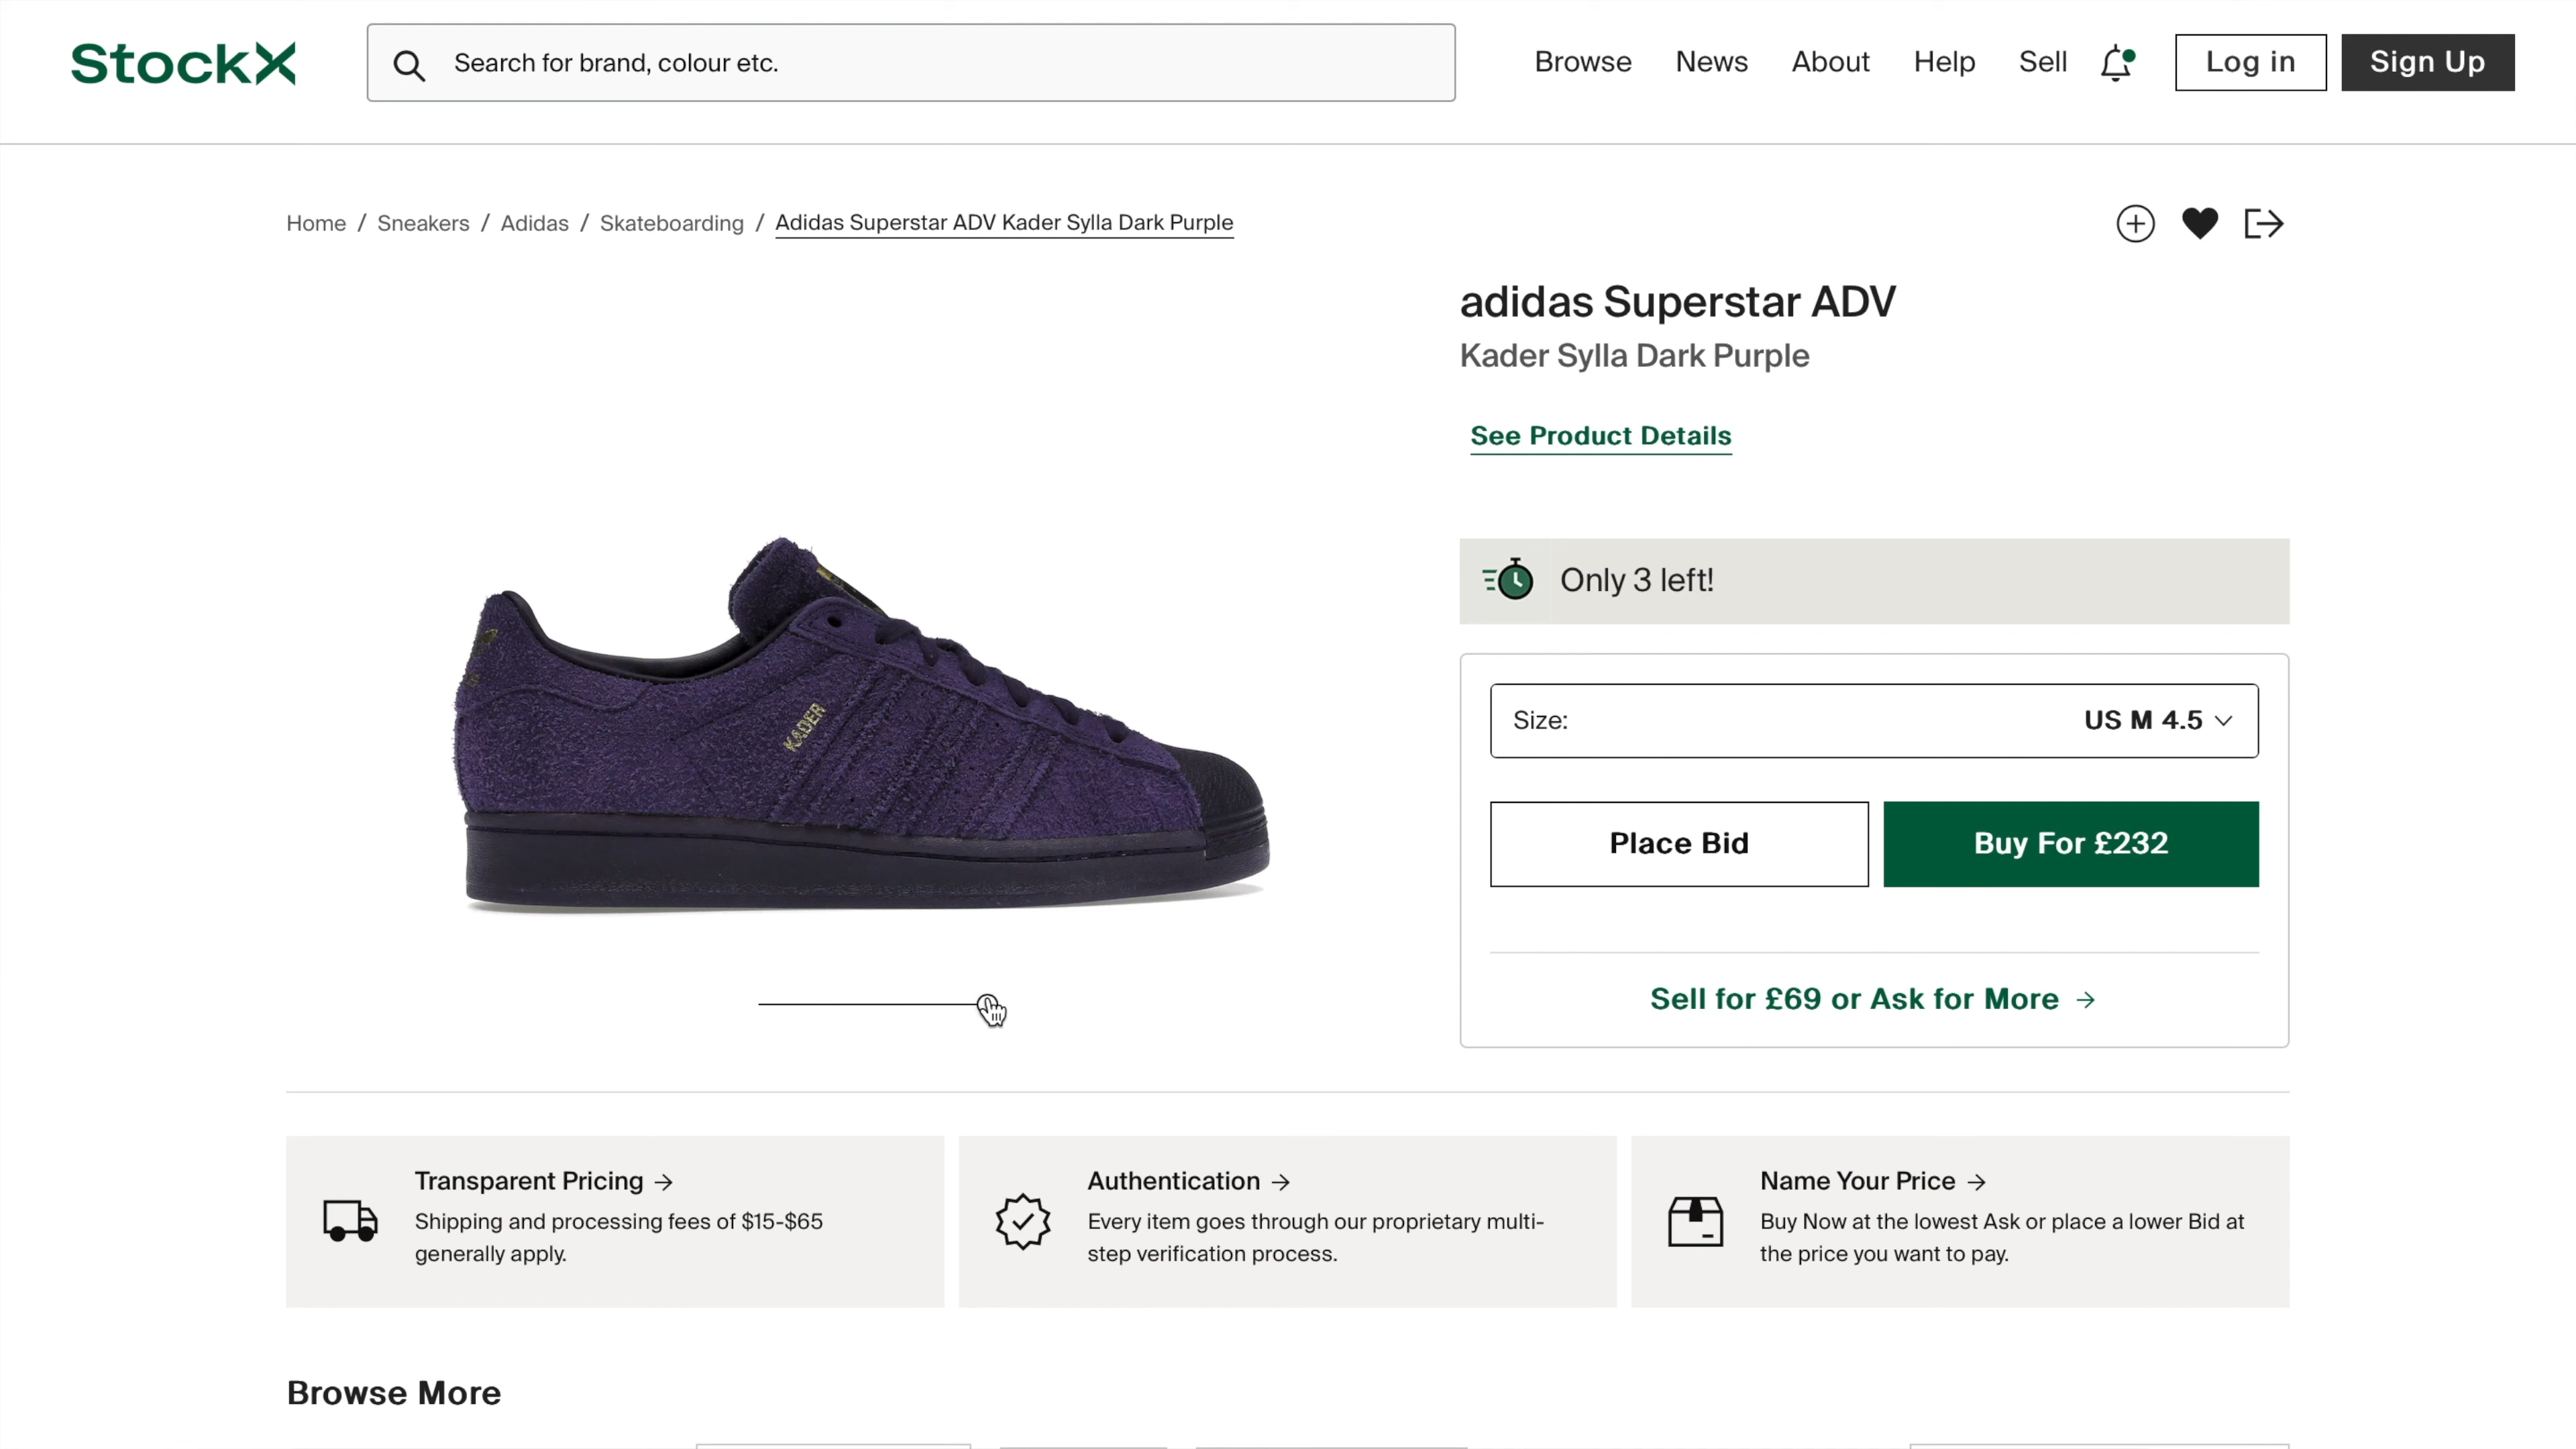 StockX
Search for brand, colour etc.
Browse
News
About
Help
Sell
Log in
Sign Up
Home / Sneakers / Adidas / Skateboarding / Adidas Superstar ADV Kader Sylla Dark Purple
adidas Superstar ADV
Kader Sylla Dark Purple
See Product Details
Only 3 left!
Size:
US M 4.5
KADER
Place Bid
Buy For £232
Sell for £69 or Ask for More →
Transparent Pricing →
Shipping and processing fees of $15-$65
generally apply.
Authentication →
Every item goes through our proprietary multi-
step verification process.
Name Your Price →
Buy Now at the lowest Ask or place a lower Bid at
the price you want to pay.
Browse More